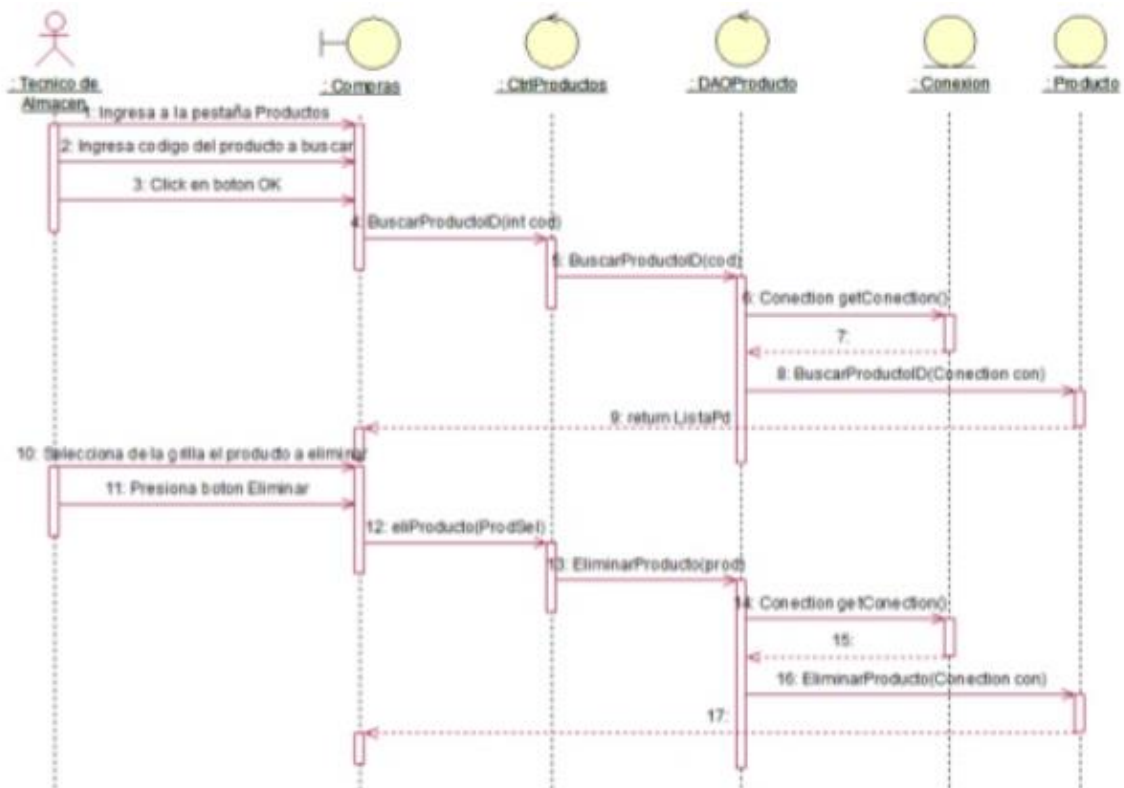 : Tecnico de
Almacen
: Compras
: CtrlProductos
: DAOProducto
: Conexion
: Producto
1: Ingresa a la pestaña Productos
2: Ingresa codigo del producto a buscar
3: Click en boton OK
4: BuscarProductoID(int cod)
5: BuscarProductoID(cod)
6: Conection getConection()
7:
8: BuscarProductoID(Conection con)
9: return ListaPd
10: Selecciona de la grilla el producto a eliminar
11: Presiona boton Eliminar
12: eliProducto(ProdSel)
13: EliminarProducto(prod)
14: Conection getConection()
15:
16: EliminarProducto(Conection con)
17: